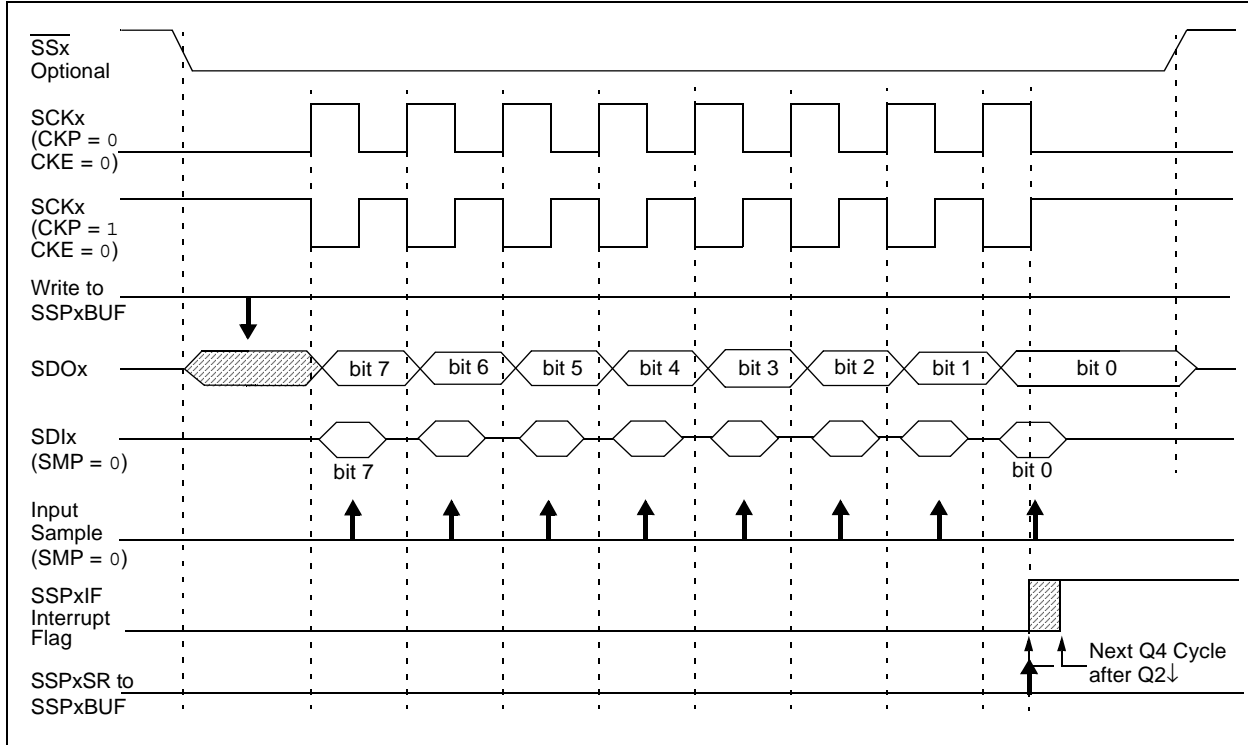 SSx
Optional
SCKx
(CKP = 0
CKE = 0)
SCKx
(CKP = 1
CKE = 0)
Write to
SSPxBUF
SDOx
bit 7
bit 6
bit 5
bit 4
bit 3
bit 2
bit 1
bit 0
SDIx
(SMP = 0)
bit 7
bit 0
Input
Sample
(SMP = 0)
SSPxIF
Interrupt
Flag
Next Q4 Cycle
after Q2↓
SSPxSR to
SSPxBUF